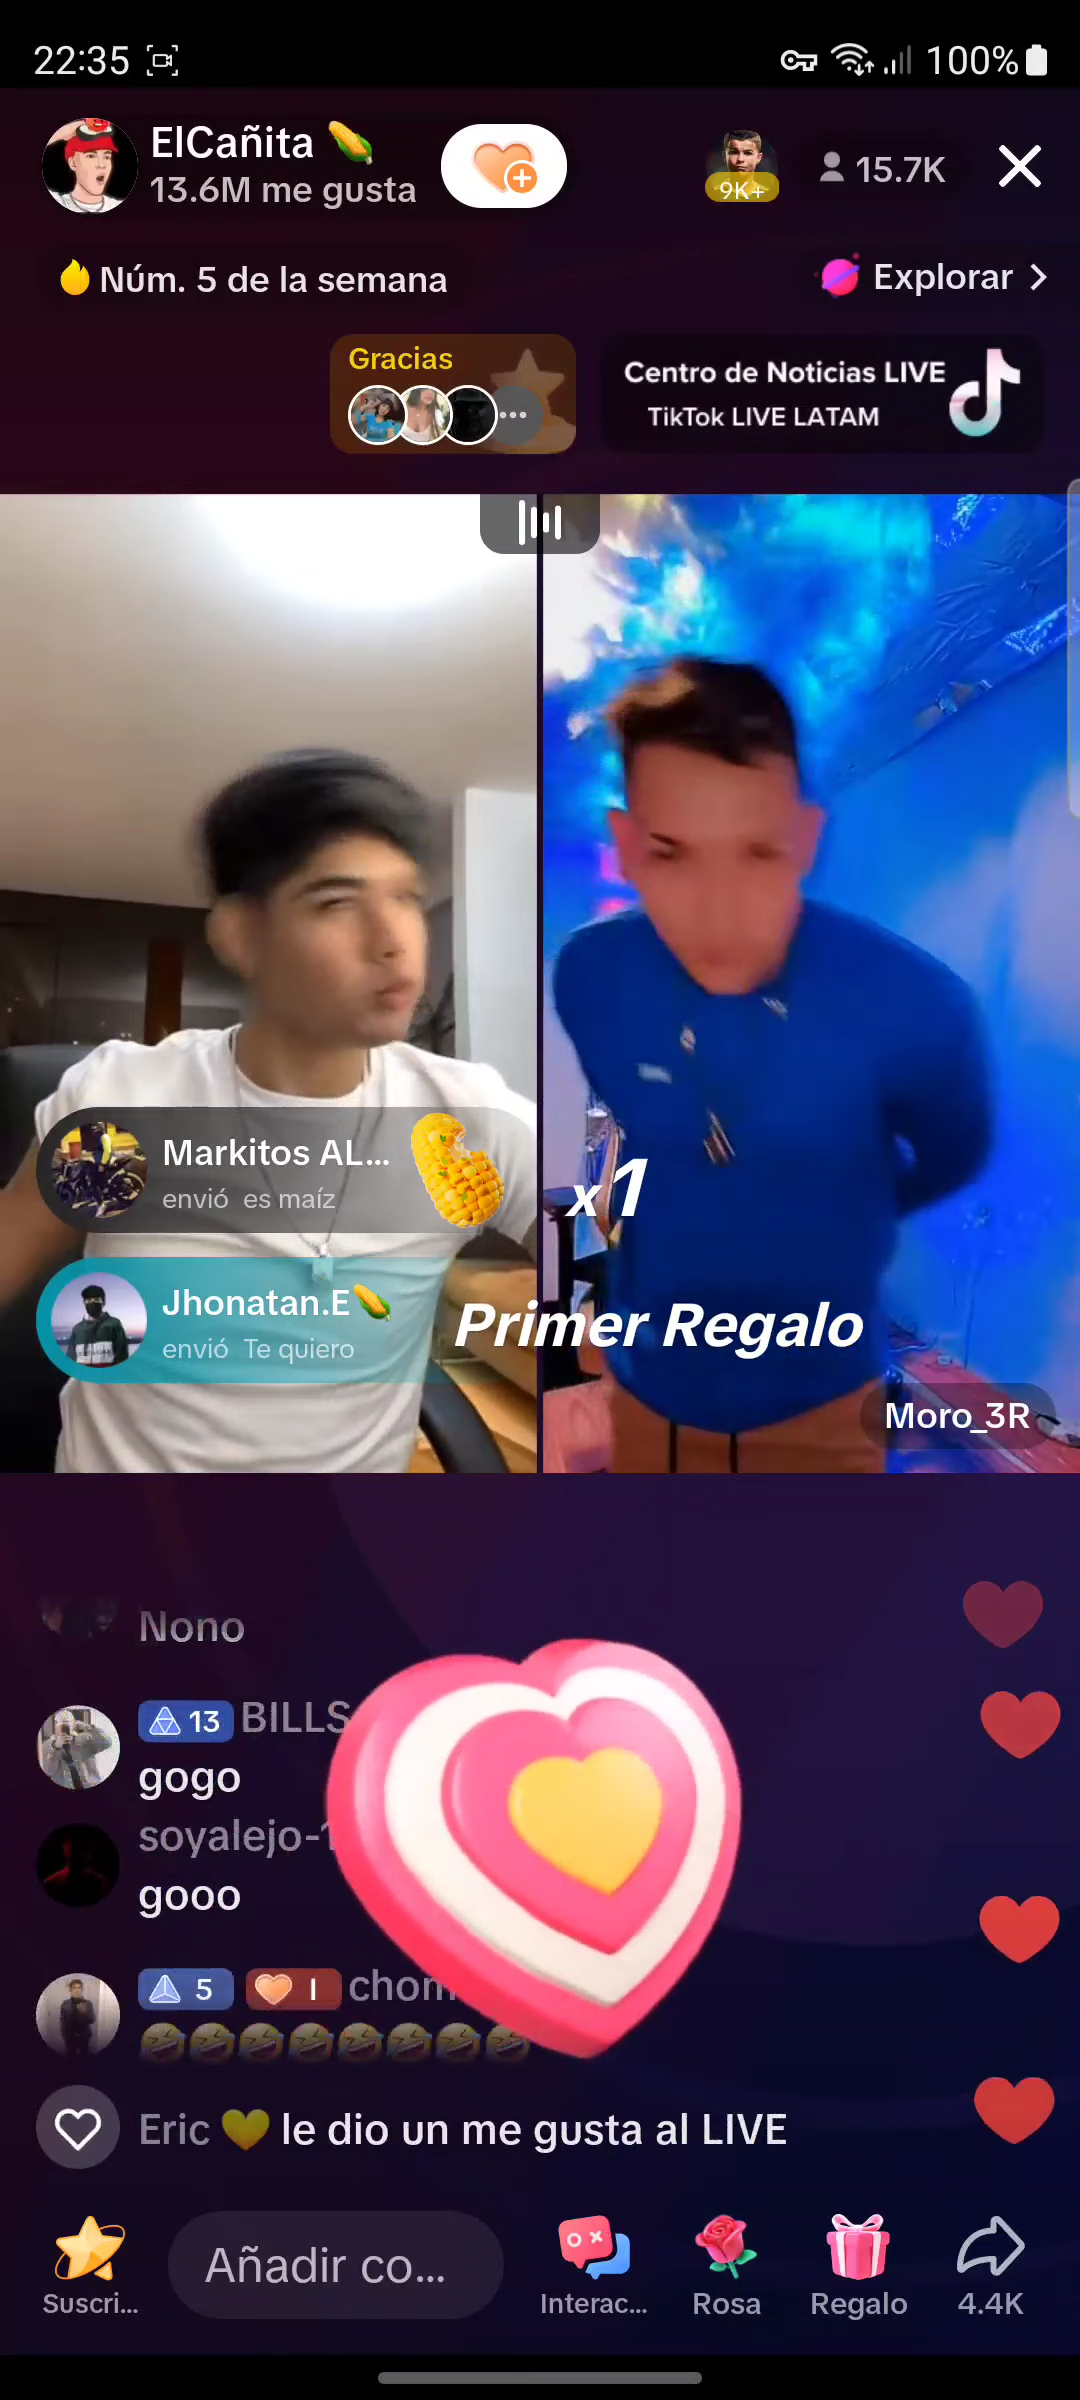 22:35
100%
ElCañita 🌽
13.6M me gusta
9K+
15.7K
Núm. 5 de la semana
Explorar >
Gracias
Centro de Noticias LIVE
TikTok LIVE LATAM
Markitos AL...
envió es maíz
x1
Jhonatan.E🌽
envió Te quiero
Primer Regalo
Moro_3R
Nono
13 BILLS
gogo
soyalejo-
gooo
5 I chom
🤣🤣🤣🤣🤣🤣🤣🤣
Eric 💛 le dio un me gusta al LIVE
Añadir co...
Suscri...
Interac...
Rosa
Regalo
4.4K